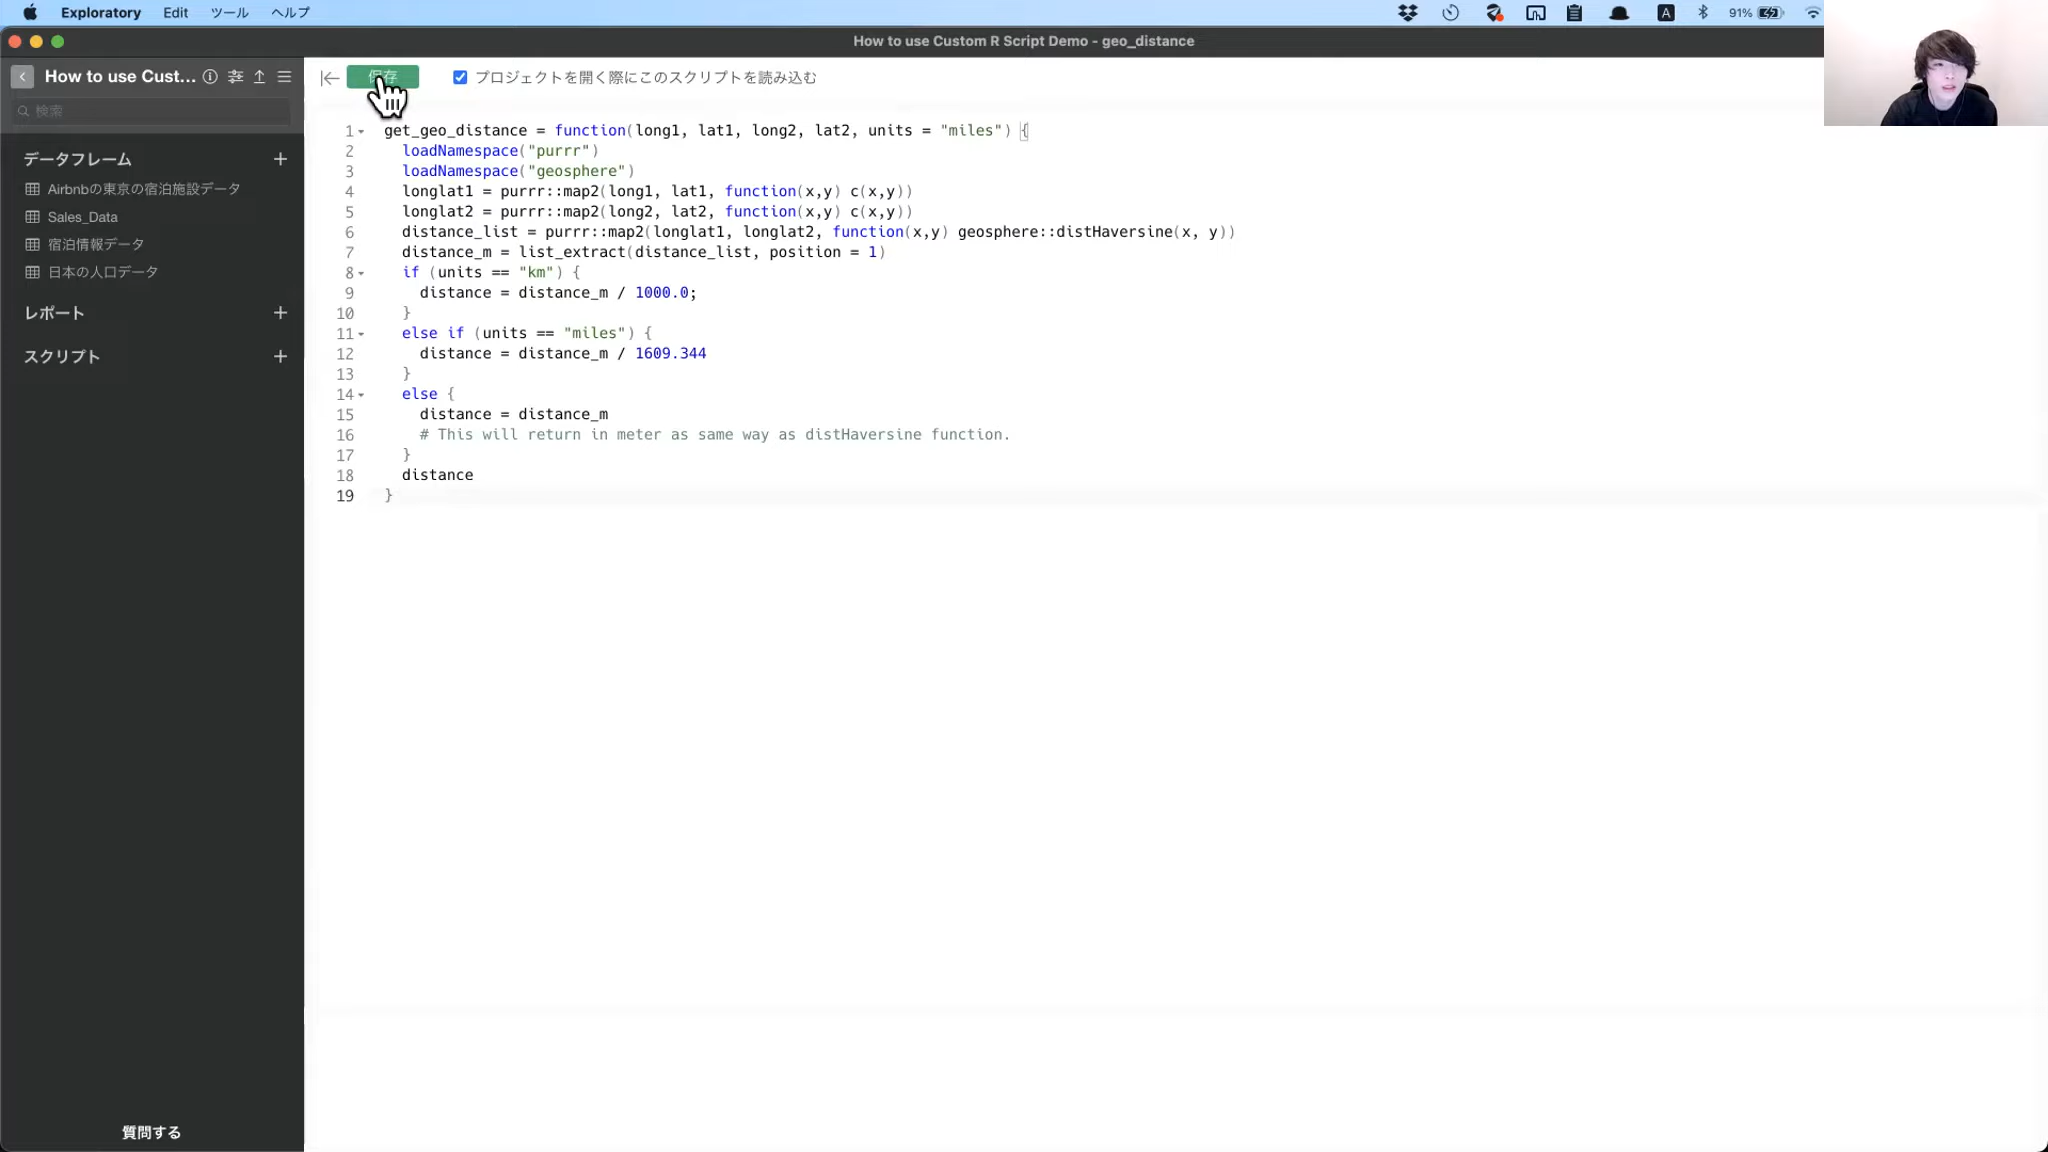 Exploratory Edit ツール ヘルプ A 91%
How to use Custom R Script Demo - geo_distance
How to use Cust...
保存
プロジェクトを開く際にこのスクリプトを読み込む
検索
データフレーム +
Airbnbの東京の宿泊施設データ
Sales_Data
宿泊情報データ
日本の人口データ
レポート +
スクリプト +
質問する
1 get_geo_distance = function(long1, lat1, long2, lat2, units = "miles") {
2 loadNamespace("purrr")
3 loadNamespace("geosphere")
4 longlat1 = purrr::map2(long1, lat1, function(x,y) c(x,y))
5 longlat2 = purrr::map2(long2, lat2, function(x,y) c(x,y))
6 distance_list = purrr::map2(longlat1, longlat2, function(x,y) geosphere::distHaversine(x, y))
7 distance_m = list_extract(distance_list, position = 1)
8 if (units == "km") {
9 distance = distance_m / 1000.0;
10 }
11 else if (units == "miles") {
12 distance = distance_m / 1609.344
13 }
14 else {
15 distance = distance_m
16 # This will return in meter as same way as distHaversine function.
17 }
18 distance
19 }